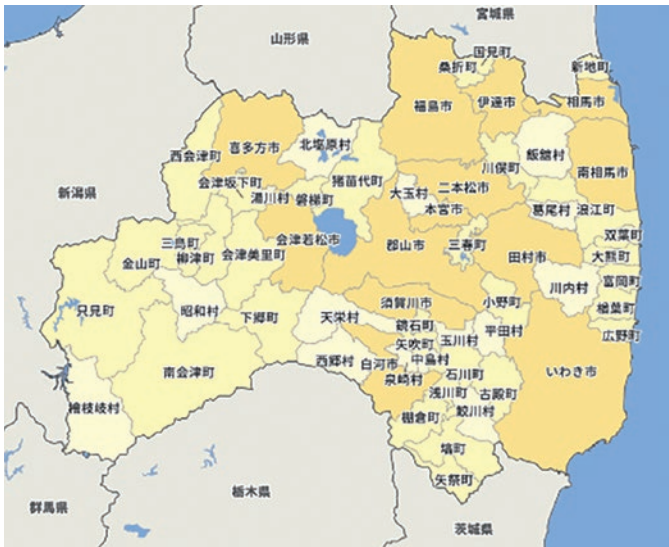 宮城県
山形県
国見町
桑折町
新地町
福島市
伊達市
相馬市
喜多方市
北塩原村
西会津町
飯舘村
川俣町
南相馬市
会津坂下町
猪苗代町
二本松市
大玉村
湯川村
磐梯町
本宮市
葛尾村
浪江町
新潟県
双葉町
三島町
会津若松市
郡山市
三春町
柳津町
会津美里町
田村市
大熊町
金山町
川内村
富岡町
只見町
昭和村
下郷町
天栄村
須賀川市
小野町
楢葉町
鏡石町
平田村
広野町
矢吹町
玉川村
西郷村
白河市
中島村
南会津町
泉崎村
石川町
いわき市
檜枝岐村
浅川町
古殿町
棚倉町
鮫川村
塙町
矢祭町
栃木県
群馬県
茨城県